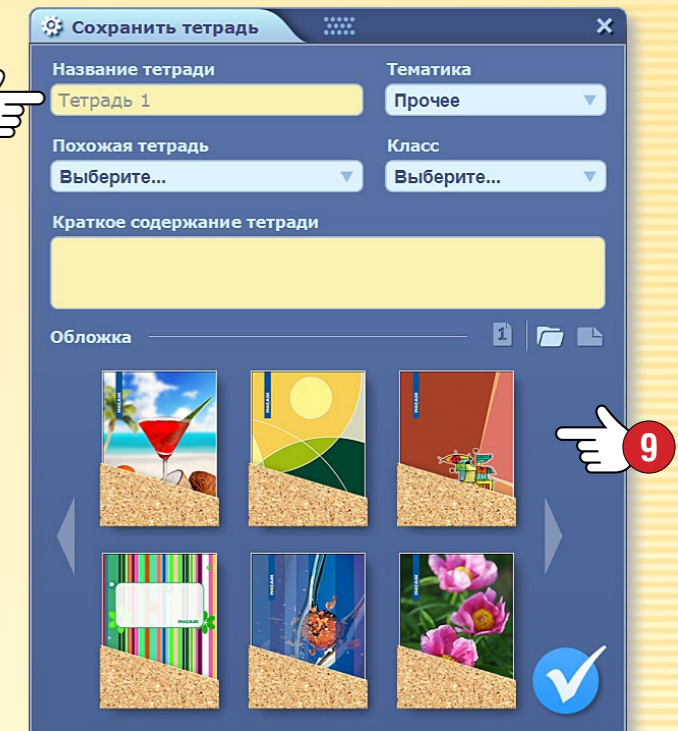 Сохранить тетрадь
Название тетради
Тематика
Тетрадь 1
Прочее
Похожая тетрадь
Класс
Выберите...
Выберите...
Краткое содержание тетради
Обложка
1
9